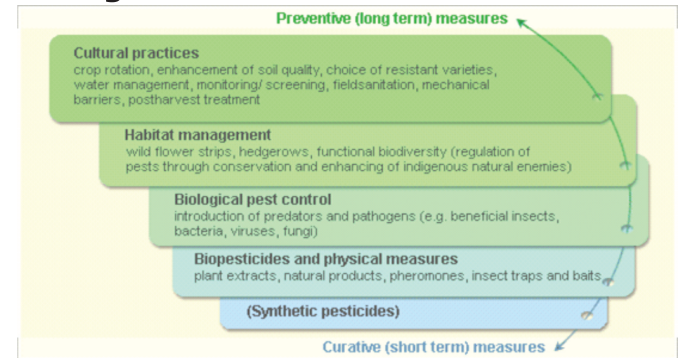 Preventive (long term) measures
Cultural practices
crop rotation, enhancement of soil quality, choice of resistant varieties,
water management, monitoring/ screening, fieldsanitation, mechanical
barriers, postharvest treatment
Habitat management
wild flower strips, hedgerows, functional biodiversity (regulation of
pests through conservation and enhancing of indigenous natural enemies)
Biological pest control
introduction of predators and pathogens (e.g. beneficial insects,
bacteria, viruses, fungi)
Biopesticides and physical measures
plant extracts, natural products, pheromones, insect traps and baits
(Synthetic pesticides)
Curative (short term) measures